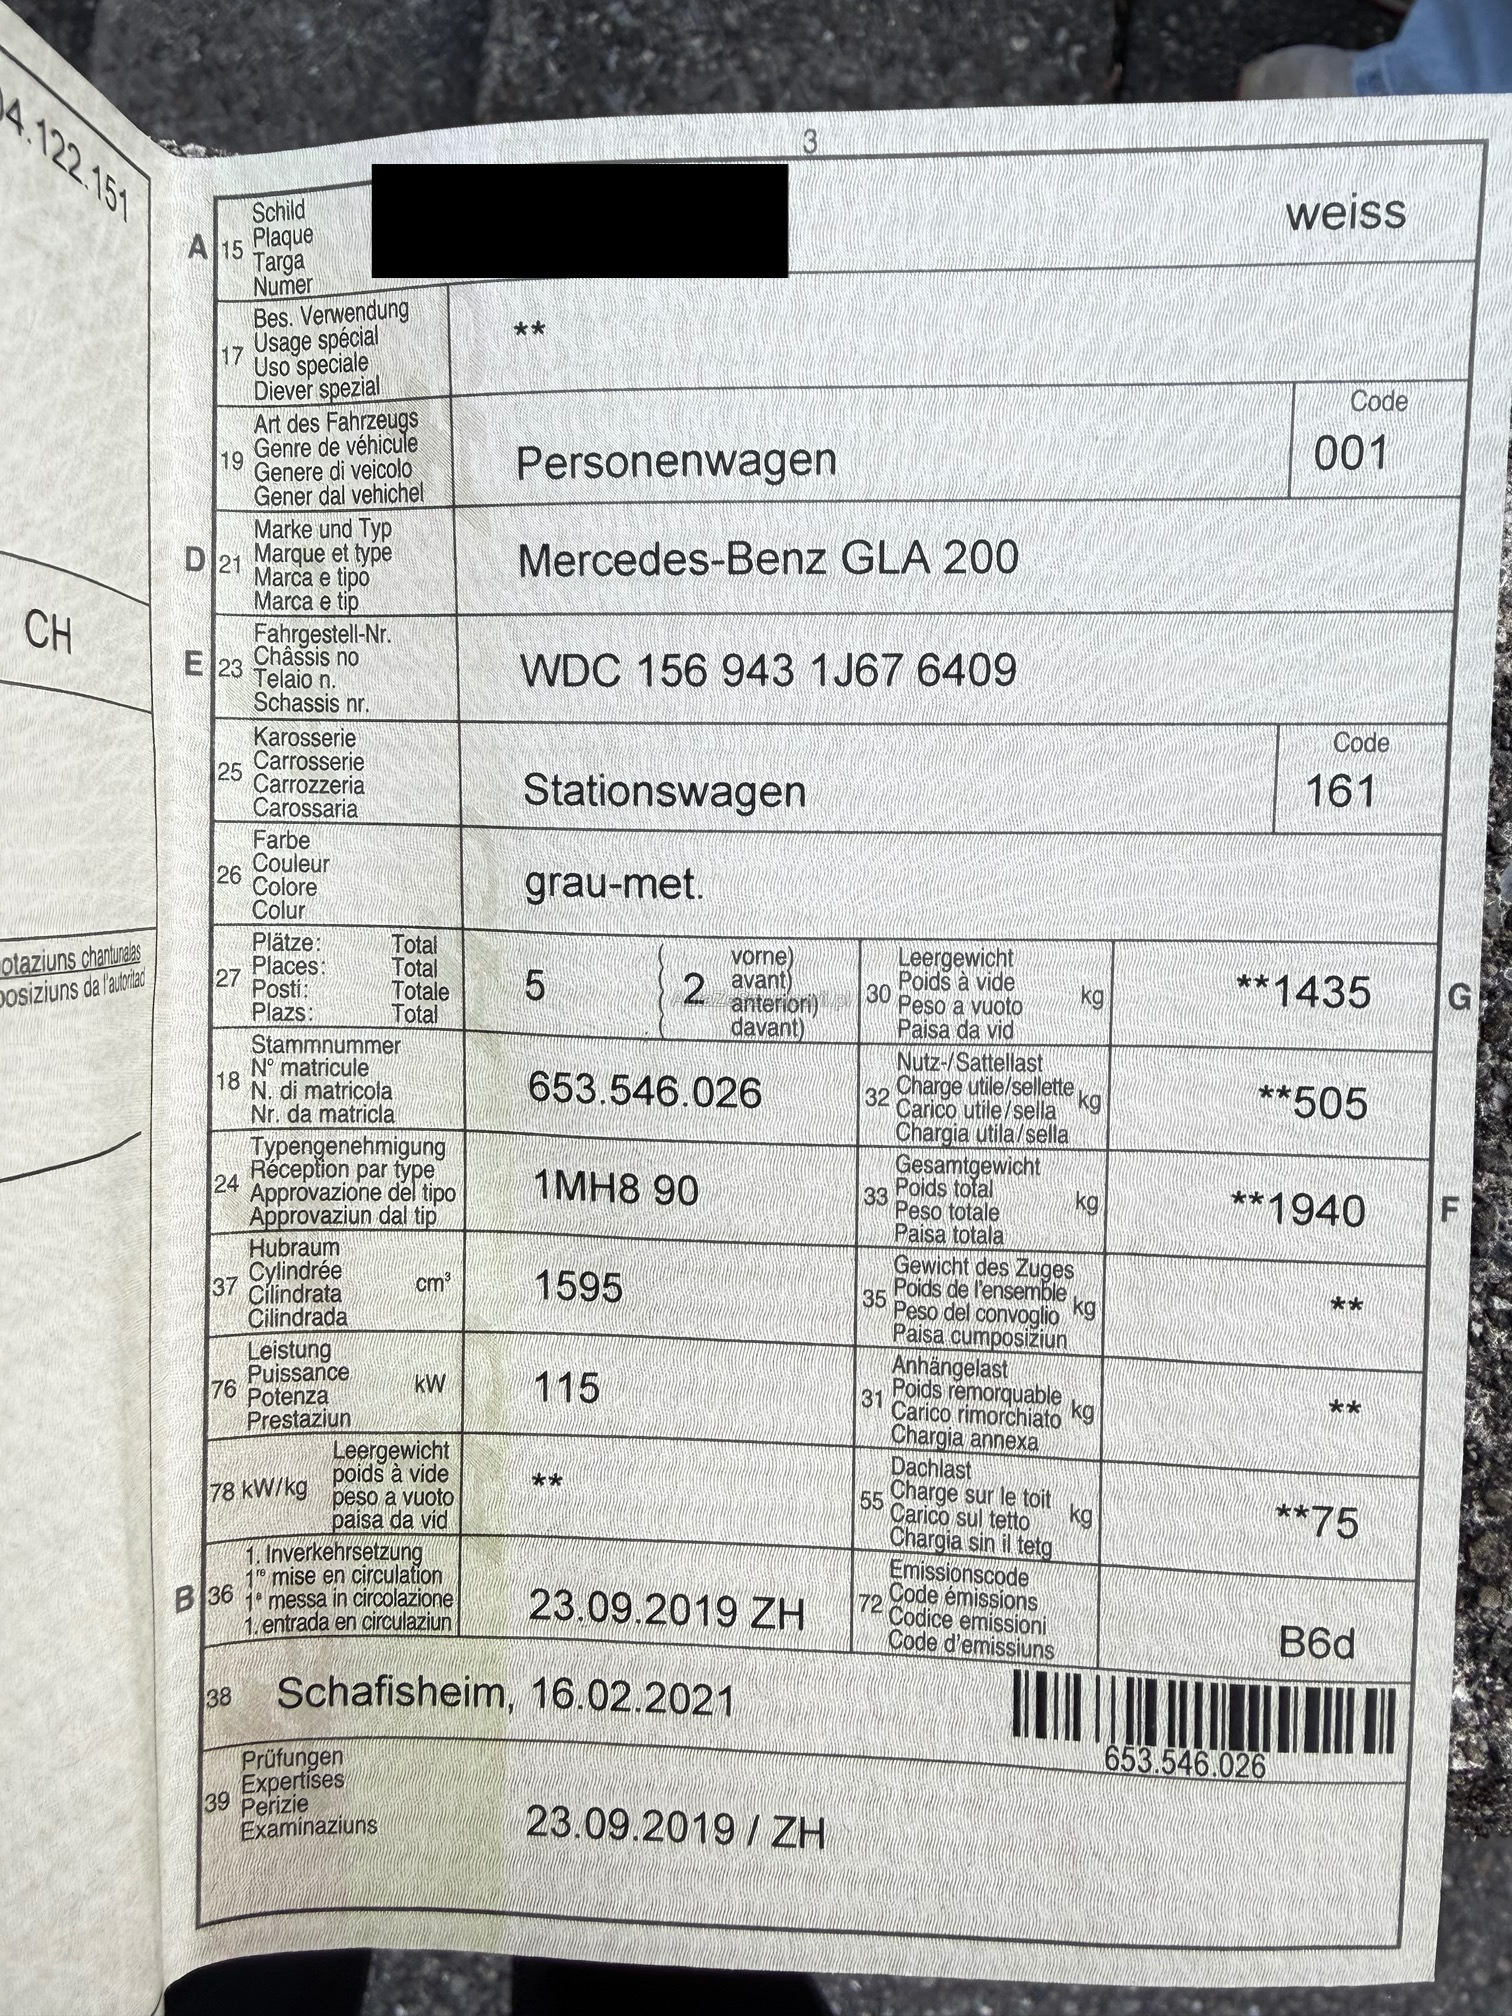 04.122.151
CH
otaziuns chantunalas
posiziuns da l'autoritad
3
A 15 Schild
Plaque
Targa
Numer
weiss
17 Bes. Verwendung
Usage spécial
Uso speciale
Diever spezial
**
19 Art des Fahrzeugs
Genre de véhicule
Genere di veicolo
Gener dal vehichel
Personenwagen
Code
001
D 21 Marke und Typ
Marque et type
Marca e tipo
Marca e tip
Mercedes-Benz GLA 200
E 23 Fahrgestell-Nr.
Châssis no
Telaio n.
Schassis nr.
WDC 156 943 1J67 6409
25 Karosserie
Carrosserie
Carrozzeria
Carossaria
Stationswagen
Code
161
26 Farbe
Couleur
Colore
Colur
grau-met.
27 Plätze: Total
Places: Total
Posti: Totale
Plazs: Total
5
( 2 vorne)
avant)
anteriori)
davant)
30 Leergewicht
Poids à vide
Peso a vuoto
Paisa da vid
kg
**1435
G
18 Stammnummer
N° matricule
N. di matricola
Nr. da matricla
653.546.026
32 Nutz-/Sattellast
Charge utile/sellette
Carico utile/sella
Chargia utila/sella
kg
**505
24 Typengenehmigung
Réception par type
Approvazione del tipo
Approvaziun dal tip
1MH8 90
33 Gesamtgewicht
Poids total
Peso totale
Paisa totala
kg
**1940
F
37 Hubraum
Cylindrée
Cilindrata
Cilindrada
cm³
1595
35 Gewicht des Zuges
Poids de l'ensemble
Peso del convoglio
Paisa cumposiziun
kg
**
76 Leistung
Puissance
Potenza
Prestaziun
kW
115
31 Anhängelast
Poids remorquable
Carico rimorchiato
Chargia annexa
kg
**
78 kW/kg Leergewicht
poids à vide
peso a vuoto
paisa da vid
**
55 Dachlast
Charge sur le toit
Carico sul tetto
Chargia sin il tetg
kg
**75
B 36 1. Inverkehrsetzung
1re mise en circulation
1a messa in circolazione
1. entrada en circulaziun
23.09.2019 ZH
72 Emissionscode
Code émissions
Codice emissioni
Code d'emissiuns
B6d
38 Schafisheim, 16.02.2021
653.546.026
39 Prüfungen
Expertises
Perizie
Examinaziuns
23.09.2019 / ZH